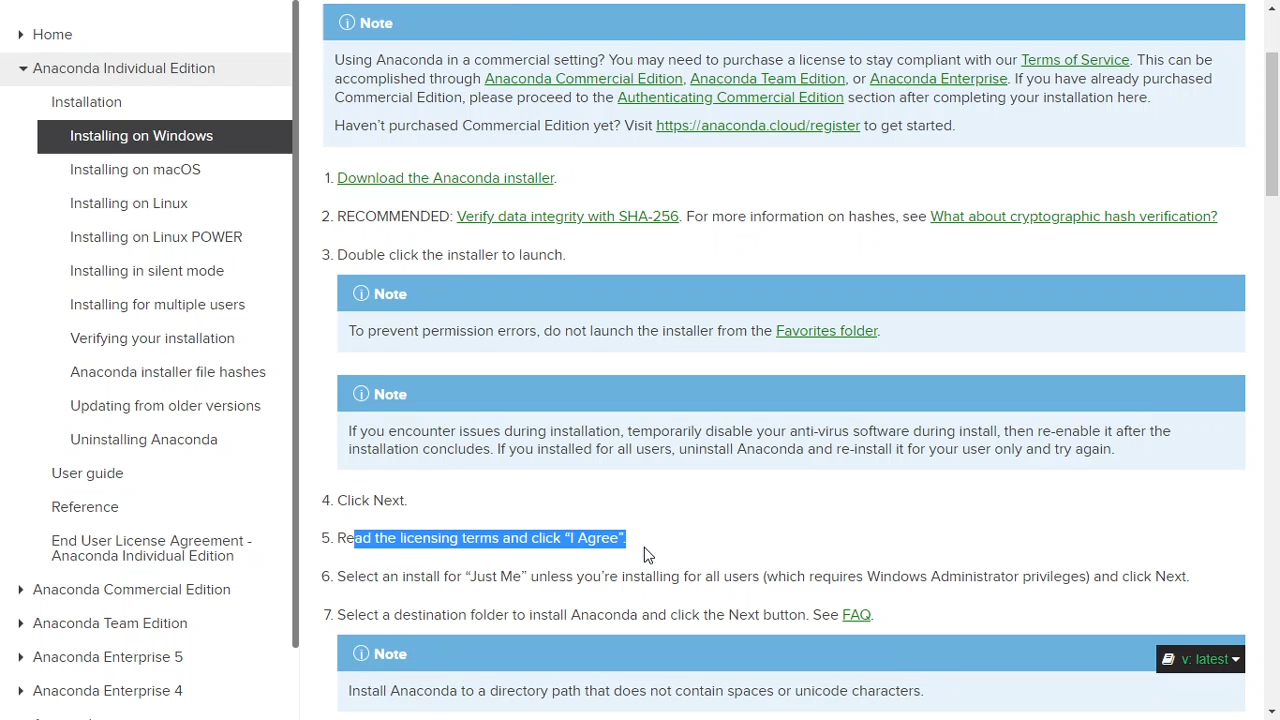 Home
Anaconda Individual Edition
Installation
Installing on Windows
Installing on macOS
Installing on Linux
Installing on Linux POWER
Installing in silent mode
Installing for multiple users
Verifying your installation
Anaconda installer file hashes
Updating from older versions
Uninstalling Anaconda
User guide
Reference
End User License Agreement -
Anaconda Individual Edition
Anaconda Commercial Edition
Anaconda Team Edition
Anaconda Enterprise 5
Anaconda Enterprise 4
Note
Using Anaconda in a commercial setting? You may need to purchase a license to stay compliant with our Terms of Service. This can be
accomplished through Anaconda Commercial Edition, Anaconda Team Edition, or Anaconda Enterprise. If you have already purchased
Commercial Edition, please proceed to the Authenticating Commercial Edition section after completing your installation here.
Haven’t purchased Commercial Edition yet? Visit https://anaconda.cloud/register to get started.
1. Download the Anaconda installer.
2. RECOMMENDED: Verify data integrity with SHA-256. For more information on hashes, see What about cryptographic hash verification?
3. Double click the installer to launch.
Note
To prevent permission errors, do not launch the installer from the Favorites folder.
Note
If you encounter issues during installation, temporarily disable your anti-virus software during install, then re-enable it after the
installation concludes. If you installed for all users, uninstall Anaconda and re-install it for your user only and try again.
4. Click Next.
5. Read the licensing terms and click “I Agree”.
6. Select an install for “Just Me” unless you’re installing for all users (which requires Windows Administrator privileges) and click Next.
7. Select a destination folder to install Anaconda and click the Next button. See FAQ.
Note
v: latest
Install Anaconda to a directory path that does not contain spaces or unicode characters.